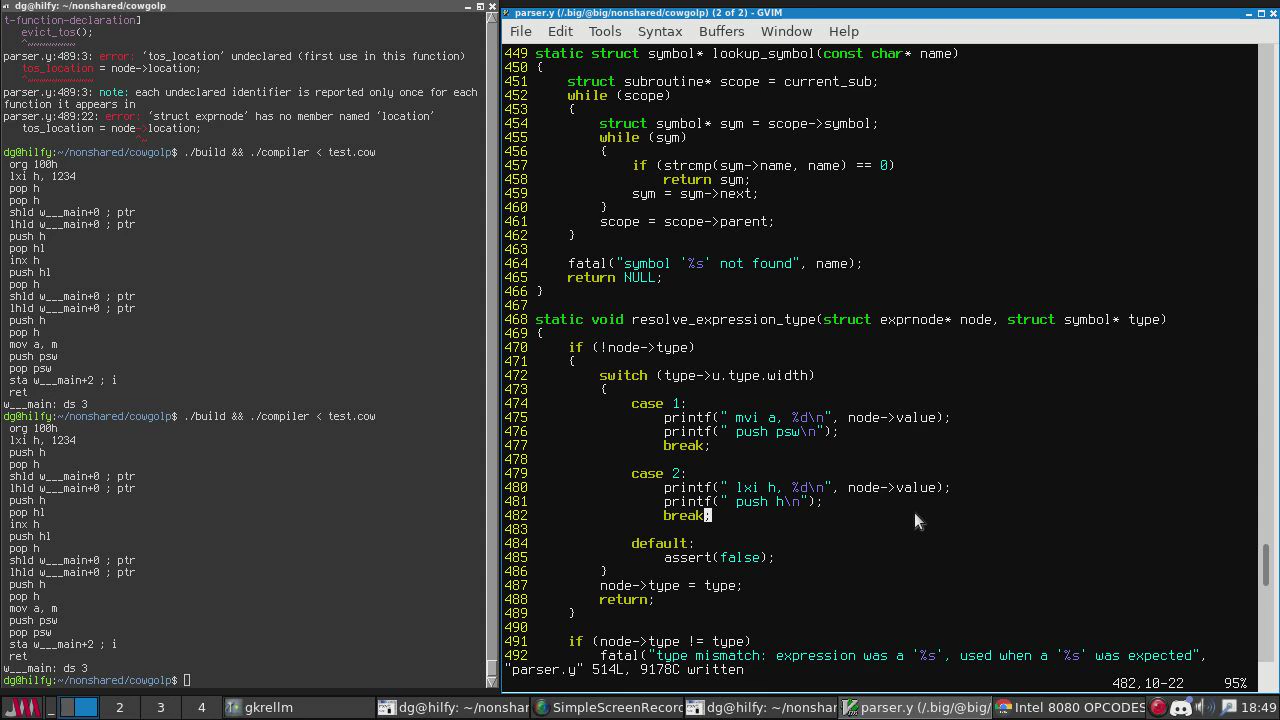 dg@hilfy: ~/nonshared/cowgolp
t-function-declaration]
evict_tos();
^~~~~~~~~
parser.y:489:3: error: ‘tos_location’ undeclared (first use in this function)
tos_location = node->location;
^~~~~~~~~~~~
parser.y:489:3: note: each undeclared identifier is reported only once for each
function it appears in
parser.y:489:22: error: ‘struct exprnode’ has no member named ‘location’
tos_location = node->location;
^~
dg@hilfy:~/nonshared/cowgolp$ ./build && ./compiler < test.cow
org 100h
lxi h, 1234
pop h
shld w___main+0 ; ptr
lhld w___main+0 ; ptr
push h
pop hl
inx h
push hl
pop h
shld w___main+0 ; ptr
lhld w___main+0 ; ptr
push h
pop h
mov a, m
push psw
pop psw
sta w___main+2 ; i
ret
w___main: ds 3
dg@hilfy:~/nonshared/cowgolp$ ./build && ./compiler < test.cow
org 100h
lxi h, 1234
push h
pop h
shld w___main+0 ; ptr
lhld w___main+0 ; ptr
push h
pop hl
inx h
push hl
pop h
shld w___main+0 ; ptr
lhld w___main+0 ; ptr
push h
pop h
mov a, m
push psw
pop psw
sta w___main+2 ; i
ret
w___main: ds 3
dg@hilfy:~/nonshared/cowgolp$
parser.y (/.big/@big/nonshared/cowgolp) (2 of 2) - GVIM
File Edit Tools Syntax Buffers Window Help
449 static struct symbol* lookup_symbol(const char* name)
450 {
451     struct subroutine* scope = current_sub;
452     while (scope)
453     {
454         struct symbol* sym = scope->symbol;
455         while (sym)
456         {
457             if (strcmp(sym->name, name) == 0)
458                 return sym;
459             sym = sym->next;
460         }
461         scope = scope->parent;
462     }
463
464     fatal("symbol '%s' not found", name);
465     return NULL;
466 }
467
468 static void resolve_expression_type(struct exprnode* node, struct symbol* type)
469 {
470     if (!node->type)
471     {
472         switch (type->u.type.width)
473         {
474             case 1:
475                 printf(" mvi a, %d\n", node->value);
476                 printf(" push psw\n");
477                 break;
478
479             case 2:
480                 printf(" lxi h, %d\n", node->value);
481                 printf(" push h\n");
482                 break;
483
484             default:
485                 assert(false);
486         }
487         node->type = type;
488         return;
489     }
490
491     if (node->type != type)
492         fatal("type mismatch: expression was a '%s', used when a '%s' was expected",
"parser.y" 514L, 9178C written
482,10-22 95%
2 3 4 gkrellm dg@hilfy: ~/nonshar SimpleScreenRecord dg@hilfy: ~/nonshar parser.y (/.big/@big/ Intel 8080 OPCODES 18:49